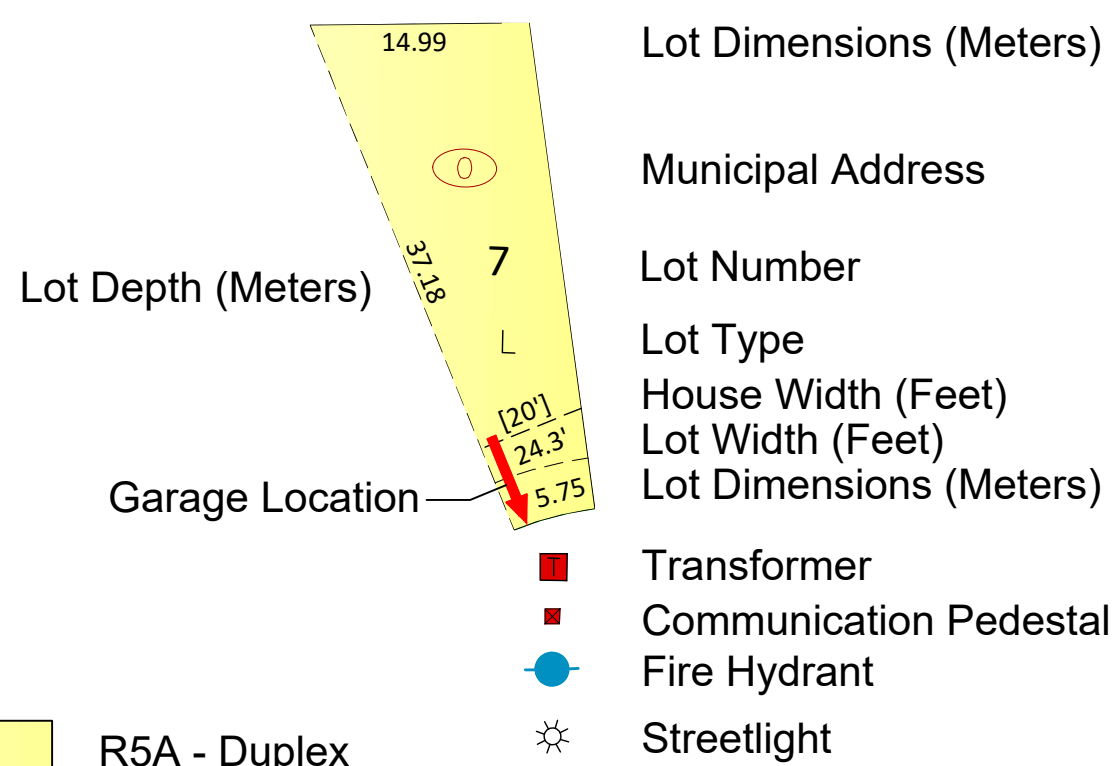 14.99
Lot Dimensions (Meters)
0
Municipal Address
7
Lot Number
Lot Depth (Meters)
37.18
L
Lot Type
[20']
House Width (Feet)
24.3'
Lot Width (Feet)
Garage Location
5.75
Lot Dimensions (Meters)
T
Transformer
Communication Pedestal
Fire Hydrant
Streetlight
R5A - Duplex